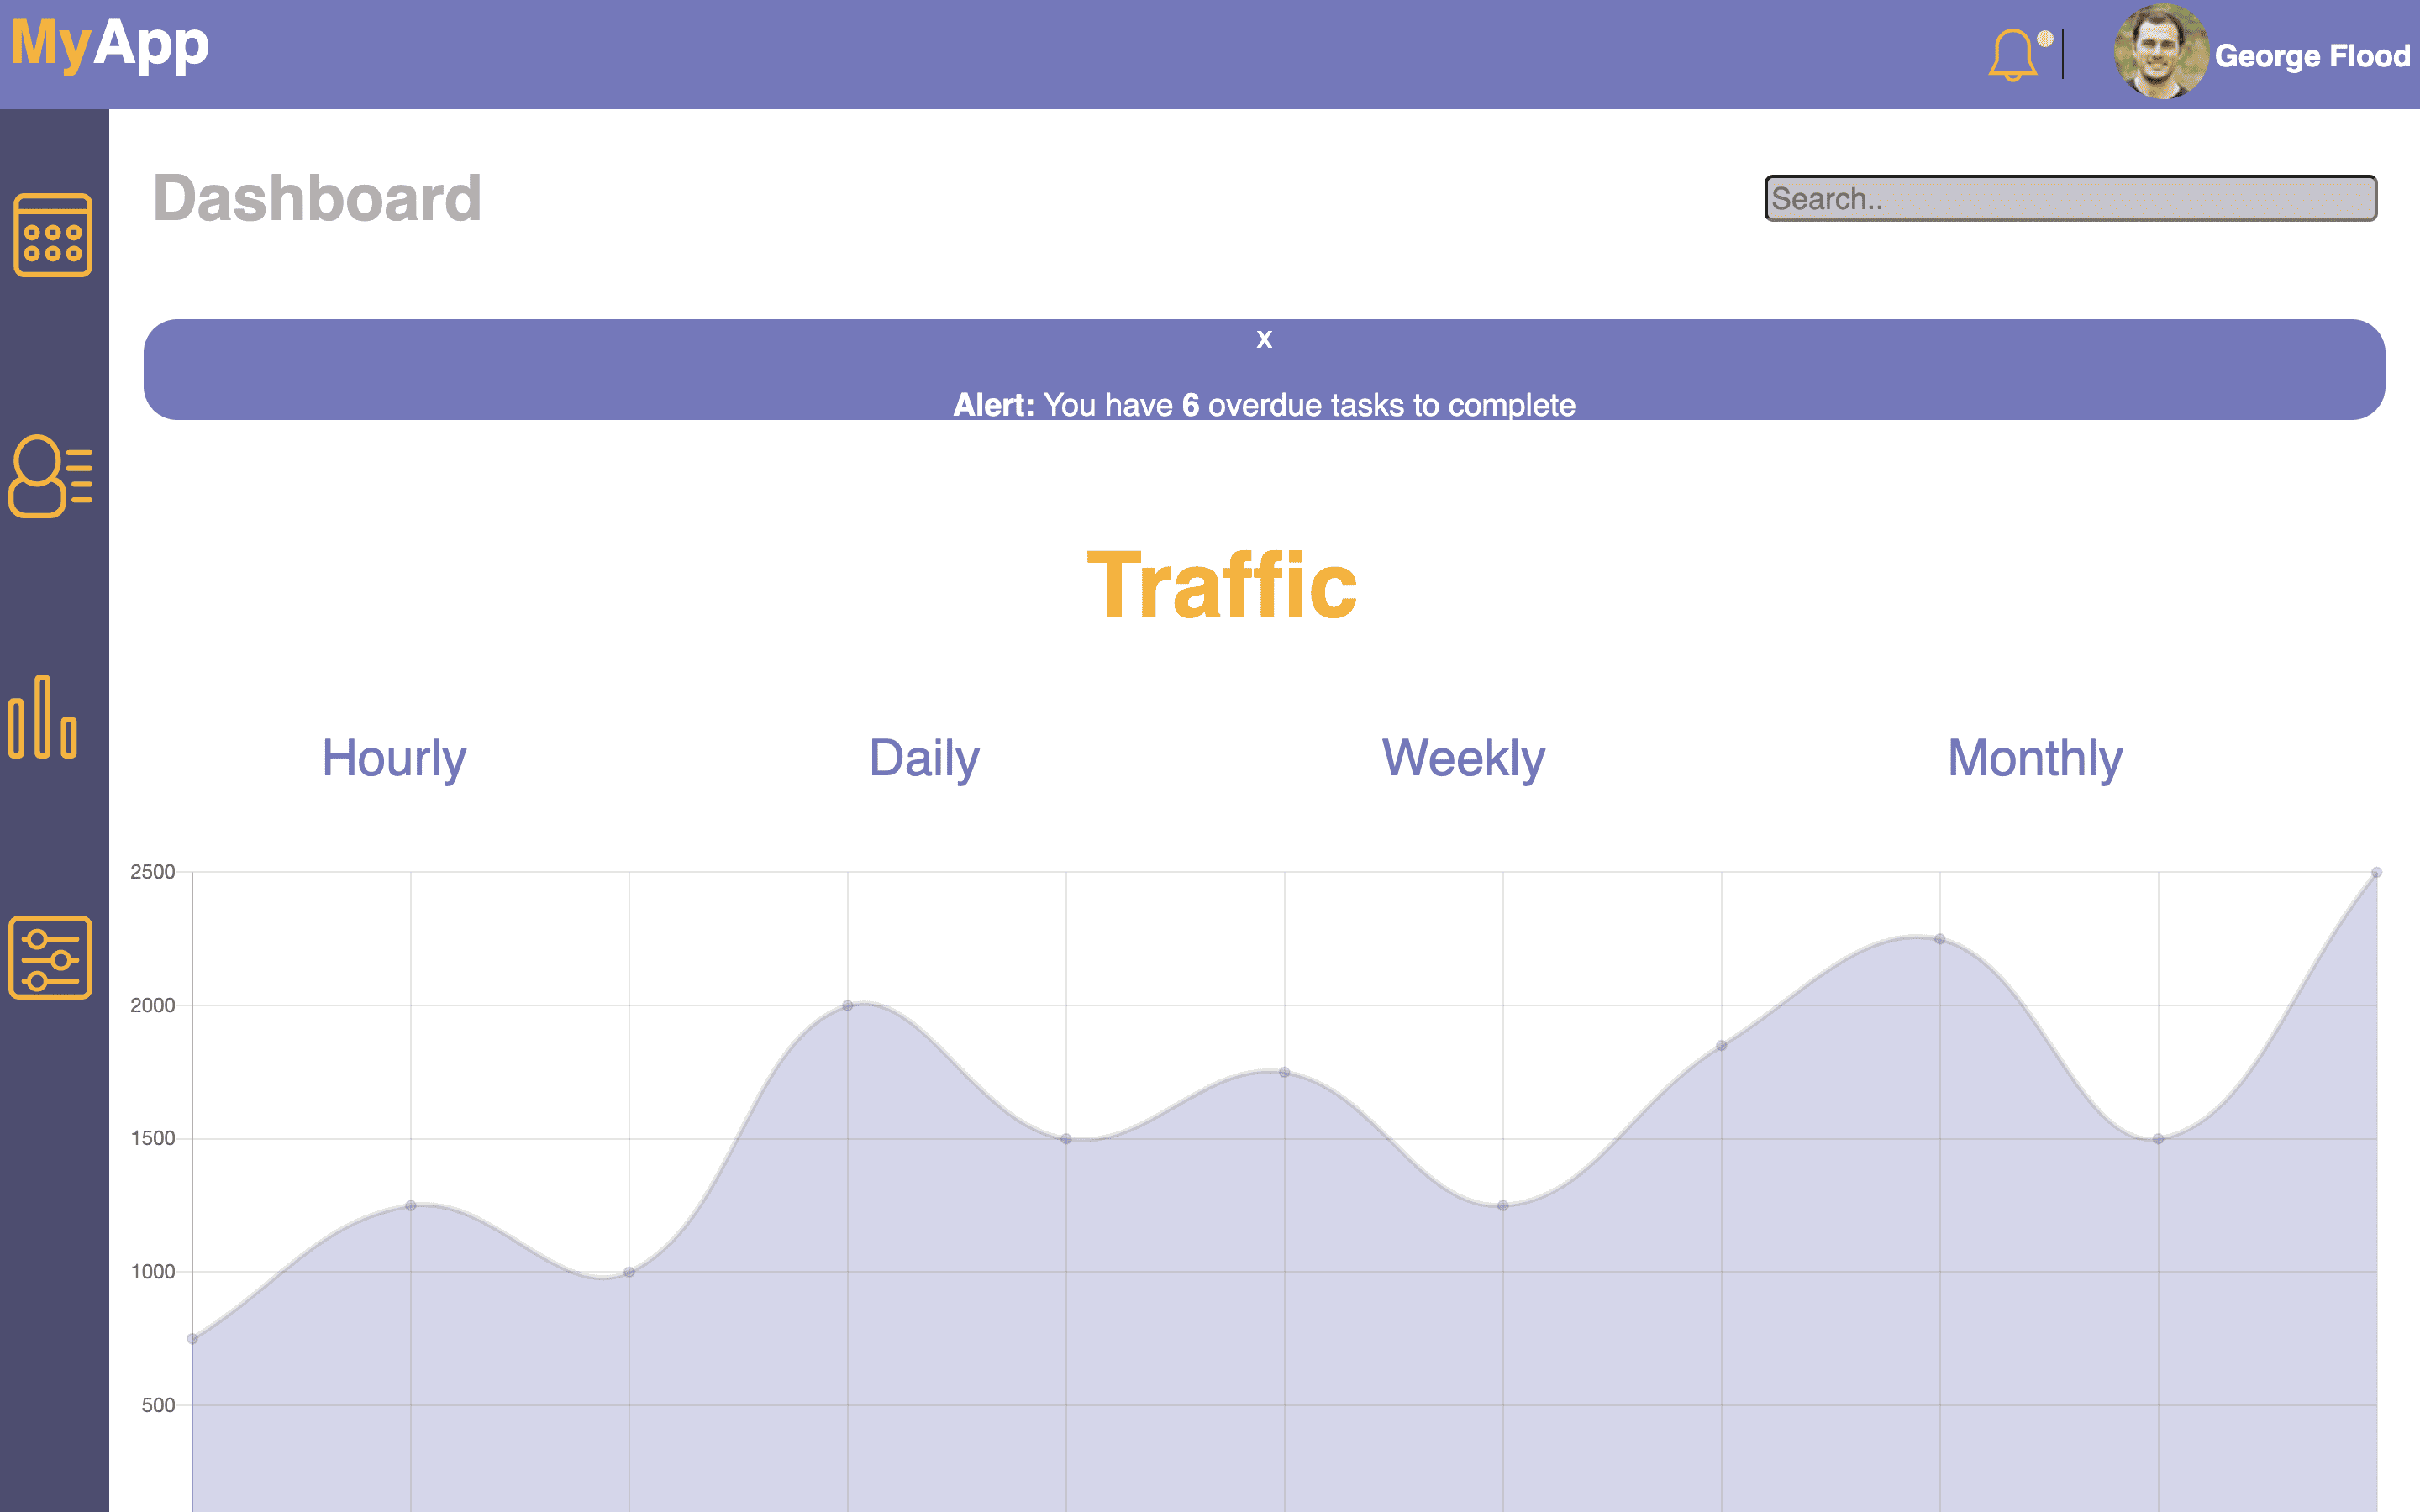 MyApp
George Flood
Dashboard
Search..
x
Alert: You have 6 overdue tasks to complete
Traffic
Hourly Daily Weekly Monthly
2500
2000
1500
1000
500